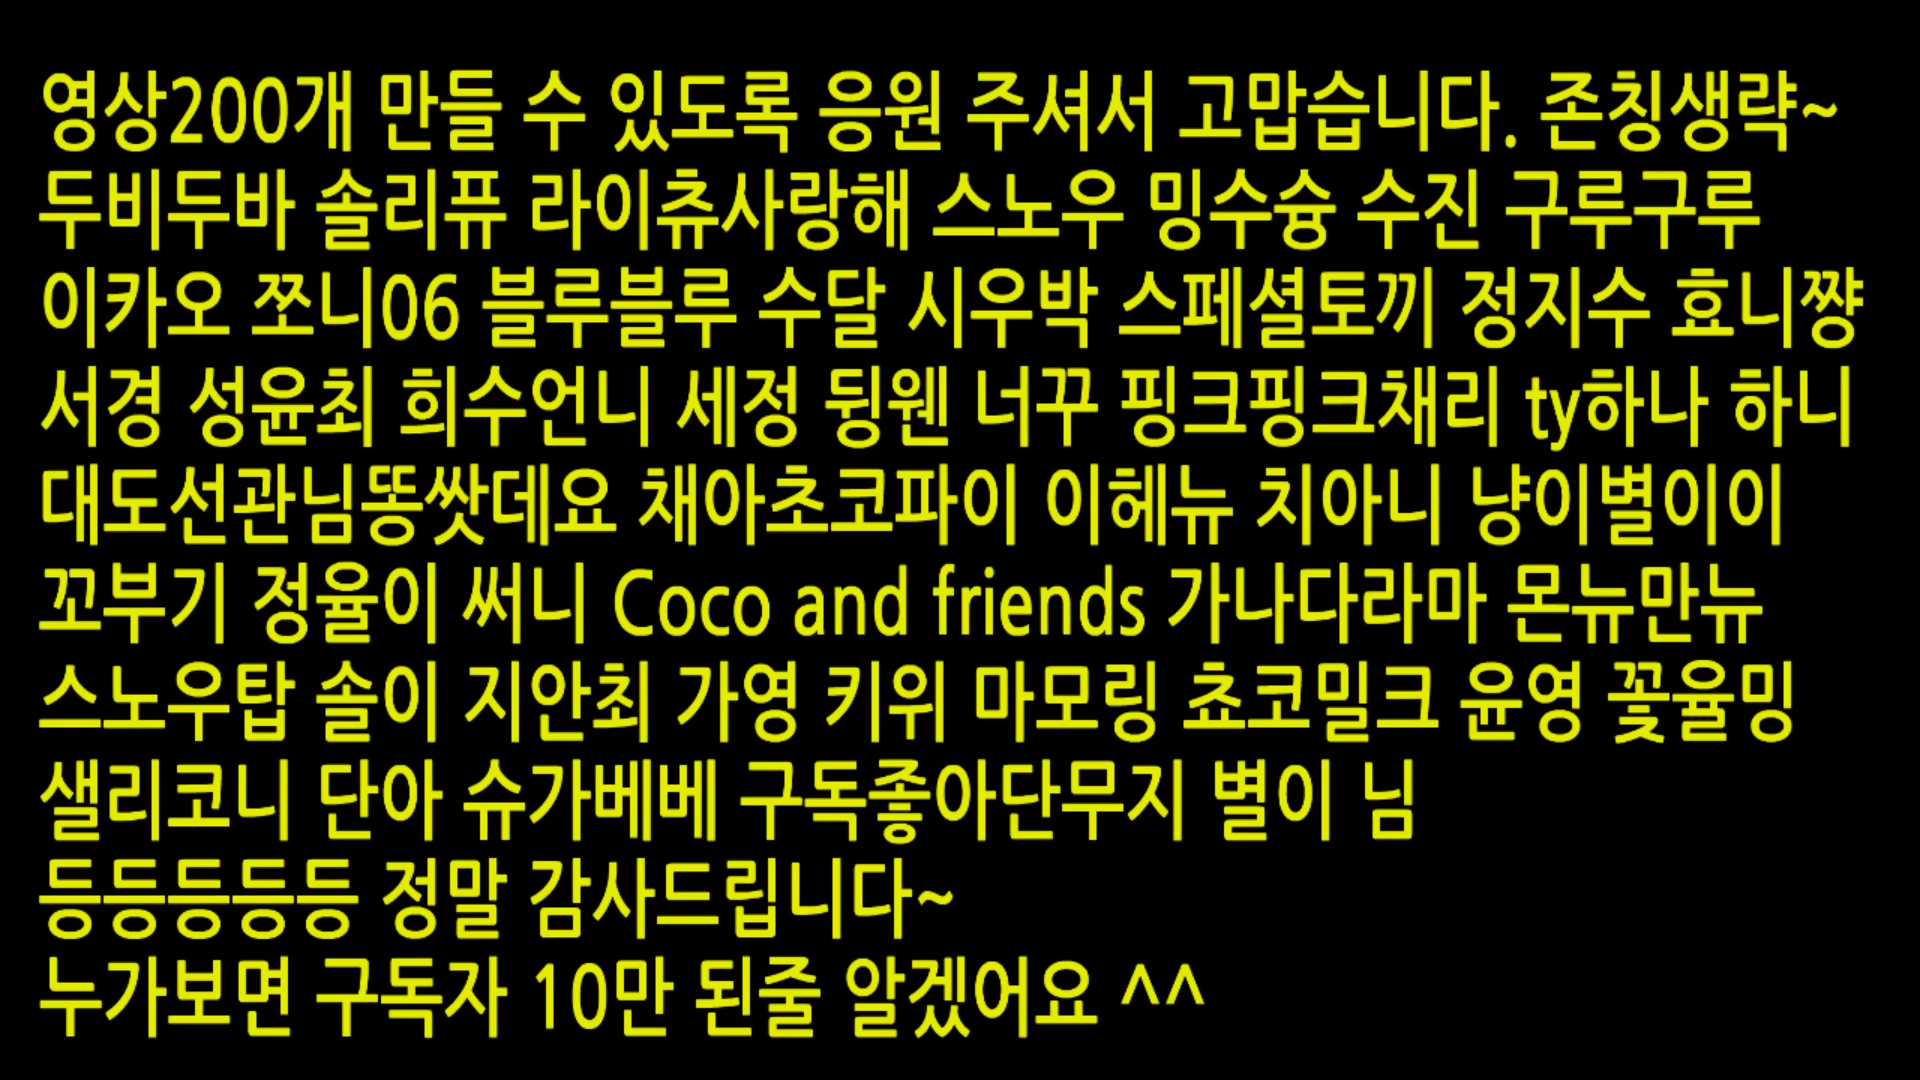 영상200개 만들 수 있도록 응원 주셔서 고맙습니다. 존칭생략~
두비두바 솔리퓨 라이츄사랑해 스노우 밍수슝 수진 구루구루
이카오 쪼니06 블루블루 수달 시우박 스페셜토끼 정지수 효니쨩
서경 성윤최 희수언니 세정 뒹웬 너꾸 핑크핑크채리 ty하나 하니
대도선관님똥쌋데요 채아초코파이 이헤뉴 치아니 냥이별이이
꼬부기 정율이 써니 Coco and friends 가나다라마 몬뉴만뉴
스노우탑 솔이 지안최 가영 키위 마모링 쵸코밀크 윤영 꽃율밍
샐리코니 단아 슈가베베 구독좋아단무지 별이 님
등등등등등 정말 감사드립니다~
누가보면 구독자 10만 된줄 알겠어요 ^^